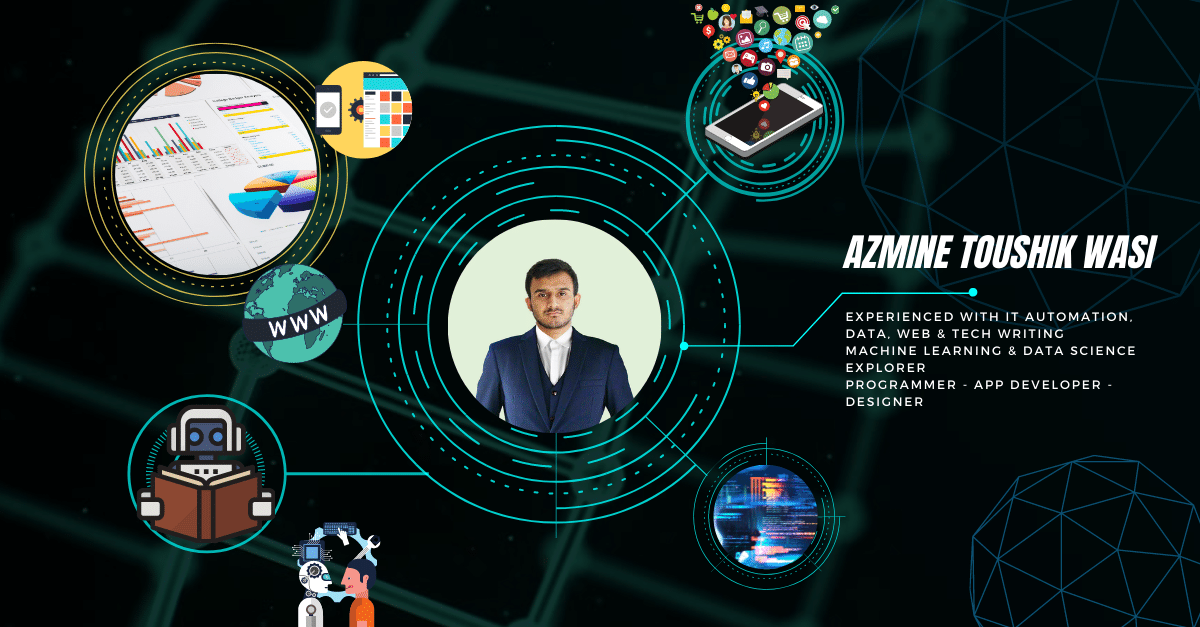 AZMINE TOUSHIK WASI
EXPERIENCED WITH IT AUTOMATION,
DATA, WEB & TECH WRITING
MACHINE LEARNING & DATA SCIENCE
EXPLORER
PROGRAMMER - APP DEVELOPER -
DESIGNER
WWW